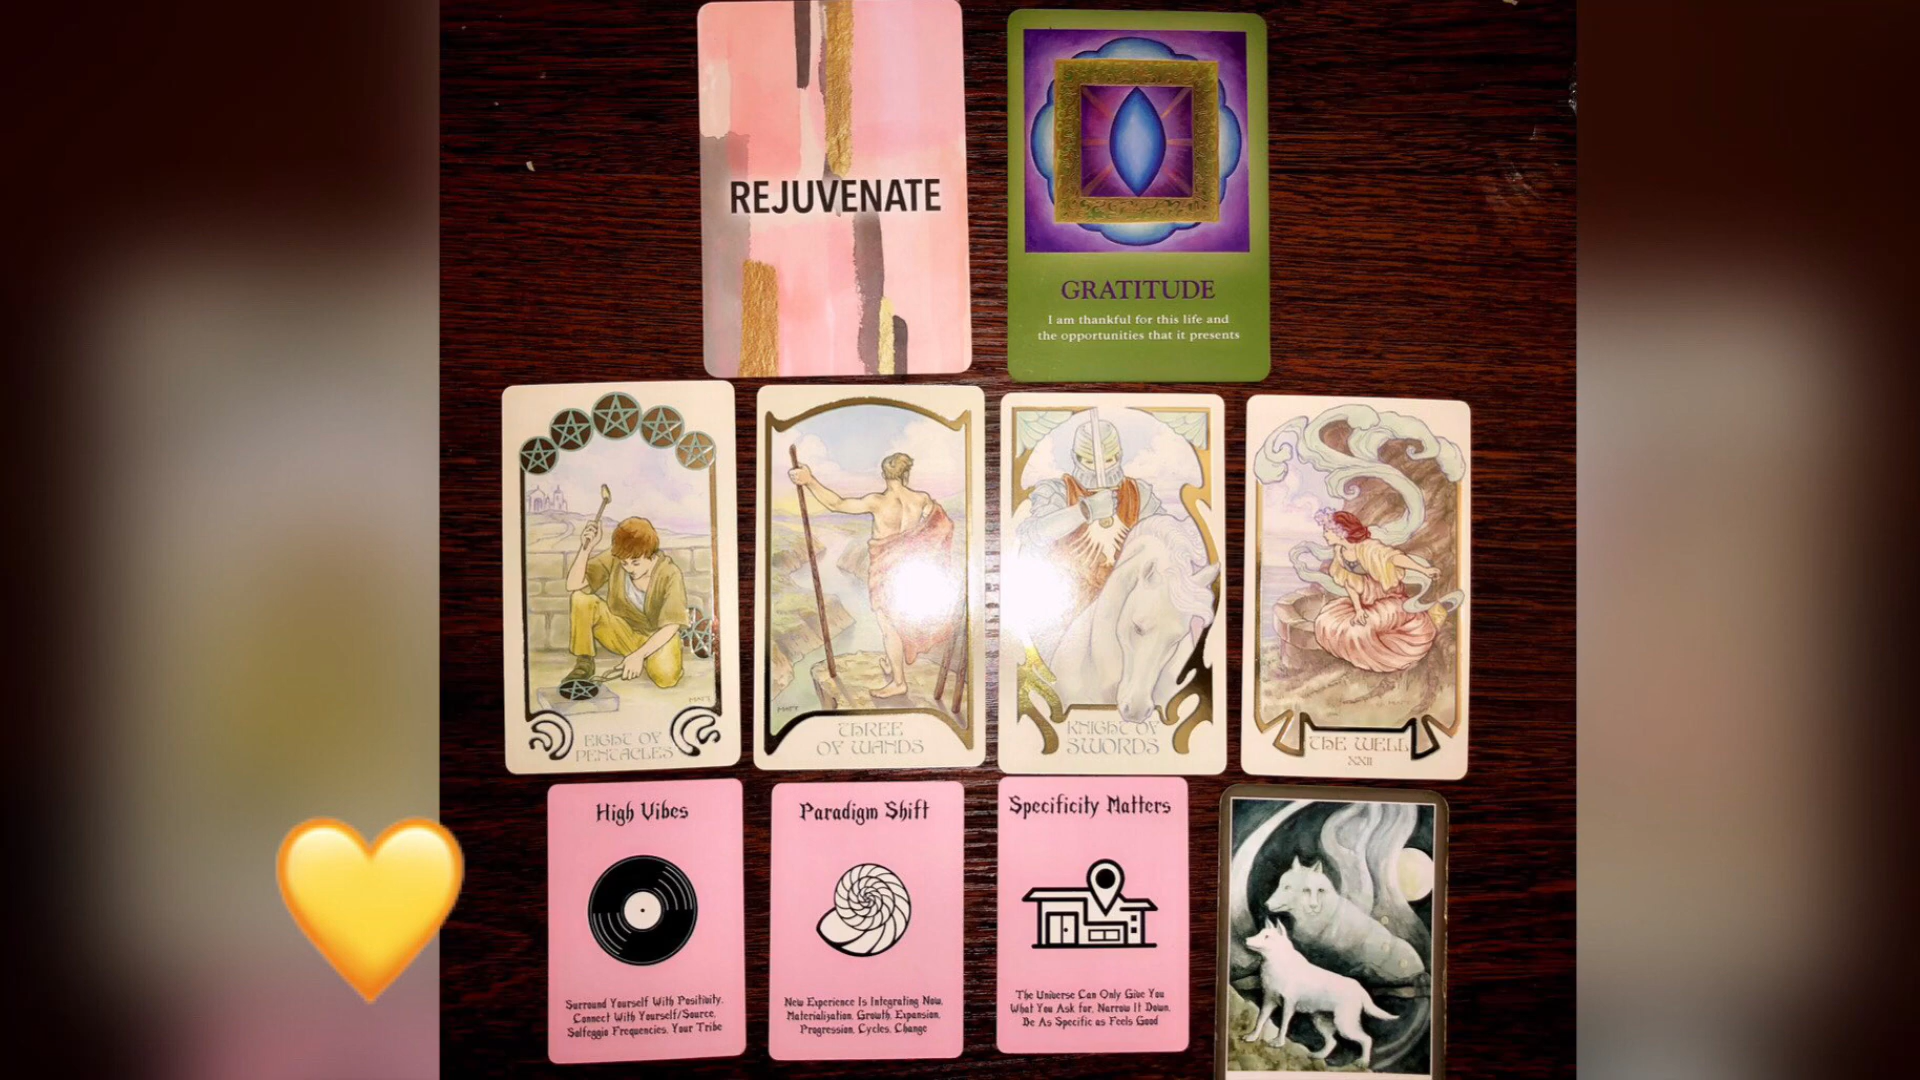 REJUVENATE
GRATITUDE
I am thankful for this life and
the opportunities that it presents
EIGHT OF
PENTACLES
MATT
THREE
OF WANDS
MATT
KNIGHT OF
SWORDS
THE WELL
XXII
High Vibes
Surround Yourself With Positivity.
Connect With Yourself/Source.
Solfeggio Frequencies. Your Tribe
Paradigm Shift
New Experience Is Integrating Now.
Materialization. Growth. Expansion.
Progression. Cycles. Change
Specificity Matters
The Universe Can Only Give You
What You Ask for. Narrow It Down.
Be As Specific as Feels Good